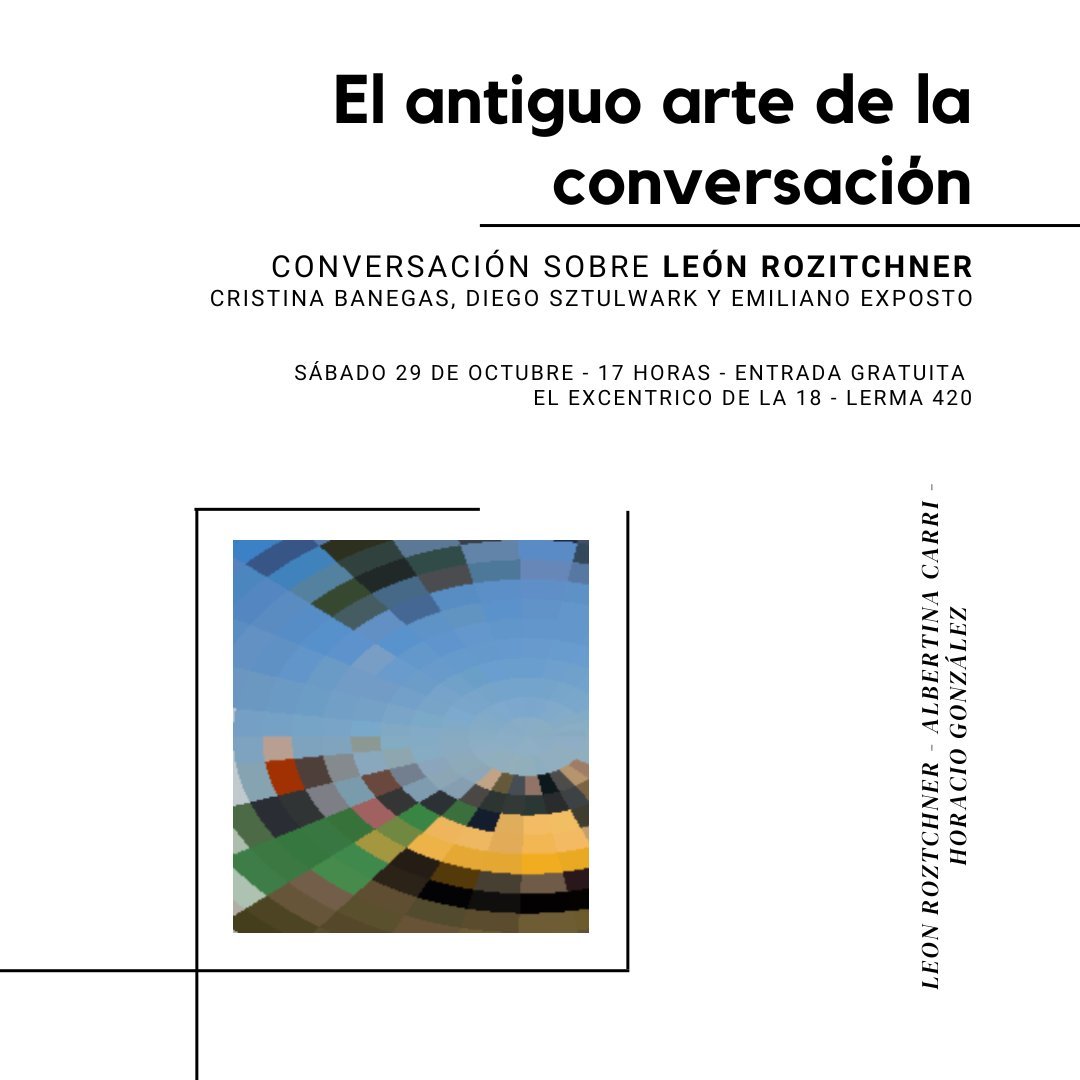 El antiguo arte de la
conversación
CONVERSACIÓN SOBRE LEÓN ROZITCHNER
CRISTINA BANEGAS, DIEGO SZTULWARK Y EMILIANO EXPOSTO
SÁBADO 29 DE OCTUBRE - 17 HORAS - ENTRADA GRATUITA
EL EXCENTRICO DE LA 18 - LERMA 420
LEON ROZTCHNER - ALBERTINA CARRI -
HORACIO GONZÁLEZ